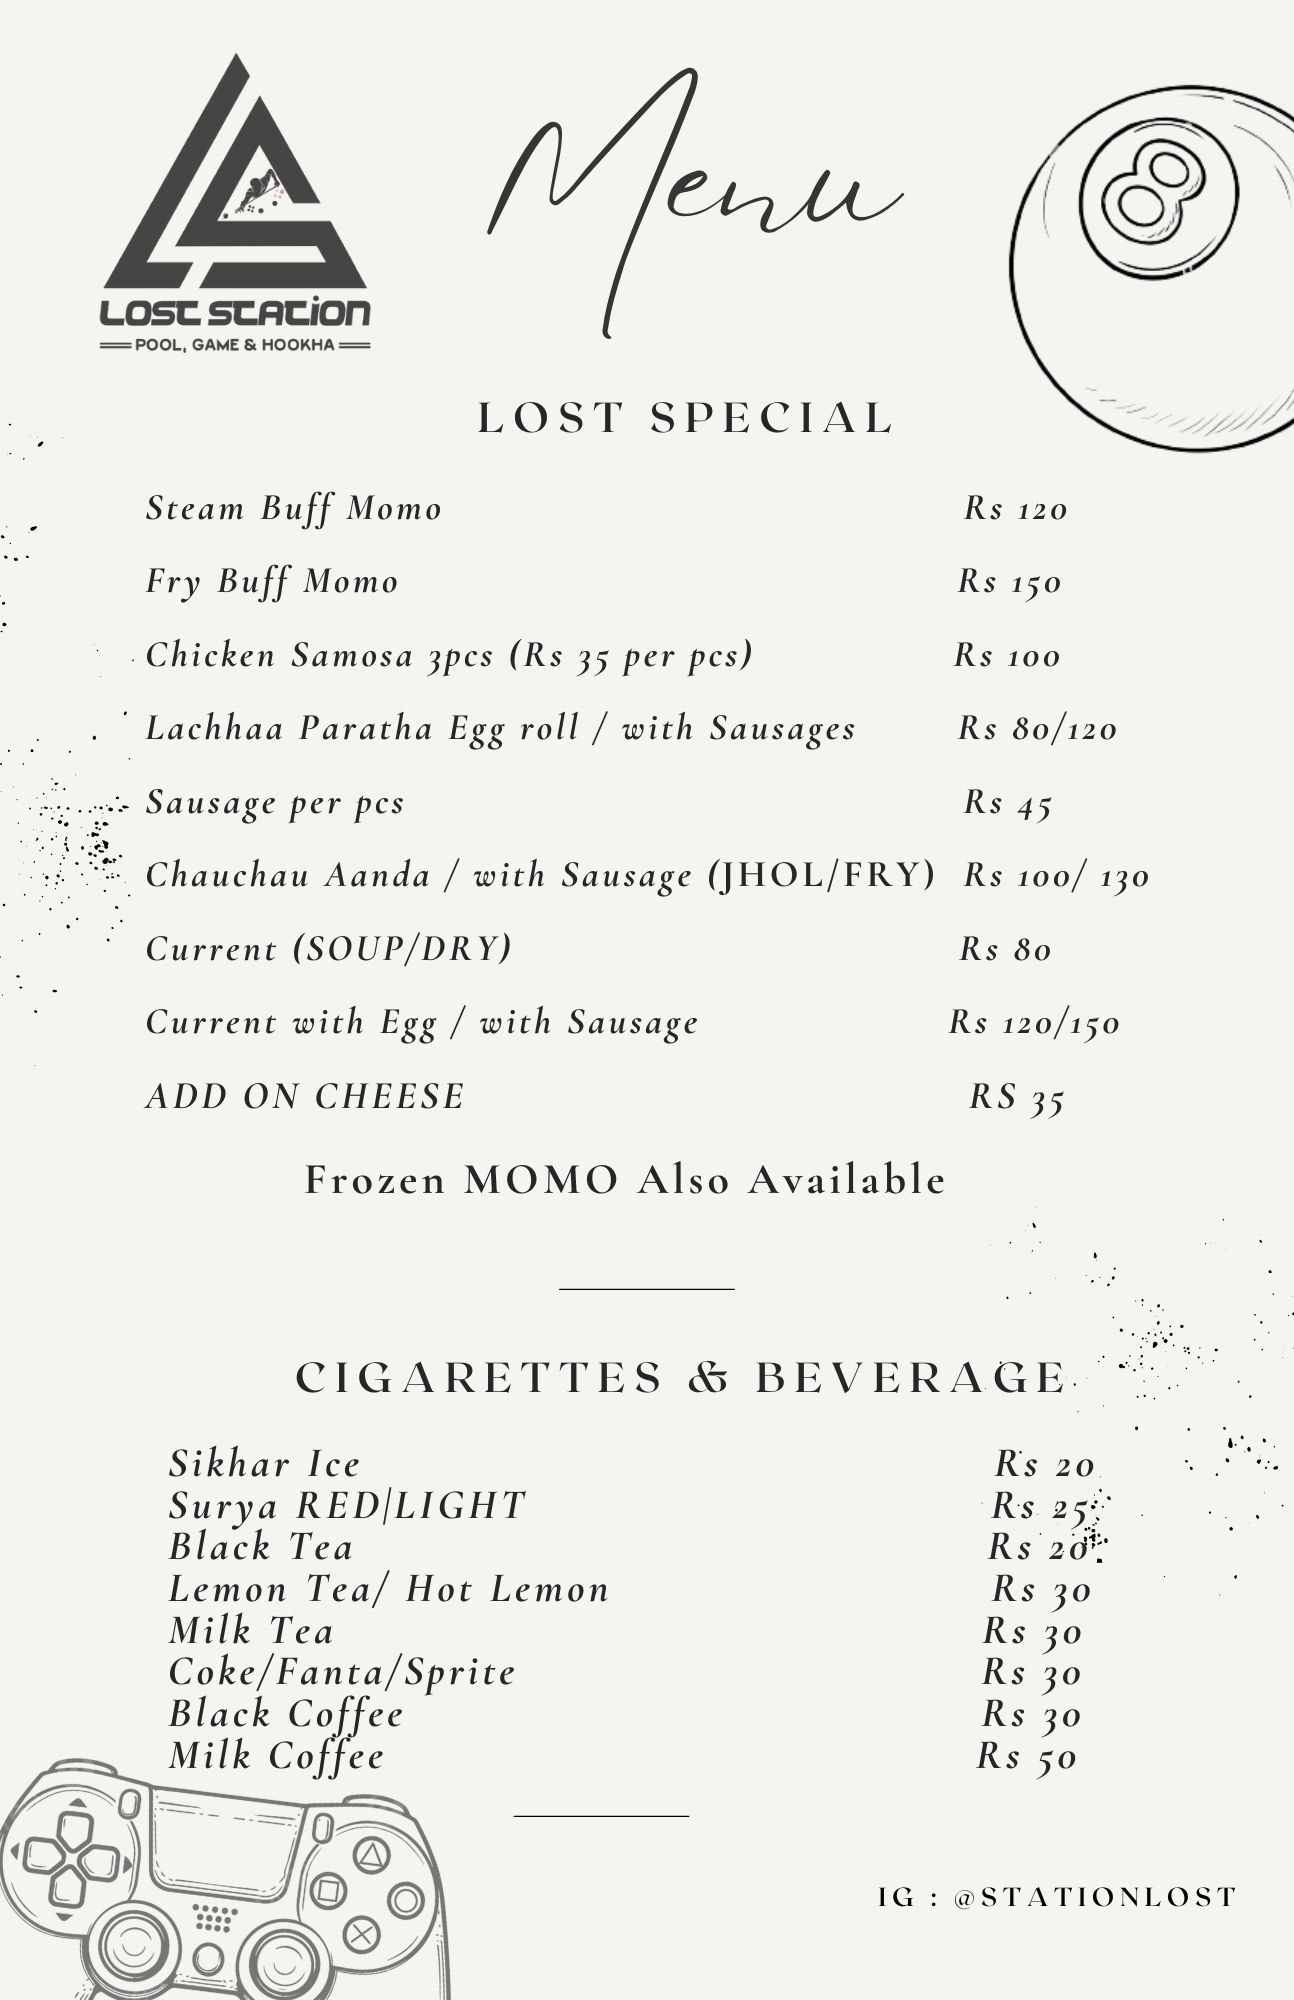 LOST STATION
POOL, GAME & HOOKHA
Menu
8
LOST SPECIAL
Steam Buff Momo Rs 120
Fry Buff Momo Rs 150
Chicken Samosa 3pcs (Rs 35 per pcs) Rs 100
Lachhaa Paratha Egg roll / with Sausages Rs 80/120
Sausage per pcs Rs 45
Chauchau Aanda / with Sausage (JHOL/FRY) Rs 100/ 130
Current (SOUP/DRY) Rs 80
Current with Egg / with Sausage Rs 120/150
ADD ON CHEESE RS 35
Frozen MOMO Also Available
CIGARETTES & BEVERAGE
Sikhar Ice Rs 20
Surya RED|LIGHT Rs 25
Black Tea Rs 20
Lemon Tea/ Hot Lemon Rs 30
Milk Tea Rs 30
Coke/Fanta/Sprite Rs 30
Black Coffee Rs 30
Milk Coffee Rs 50
IG : @STATIONLOST